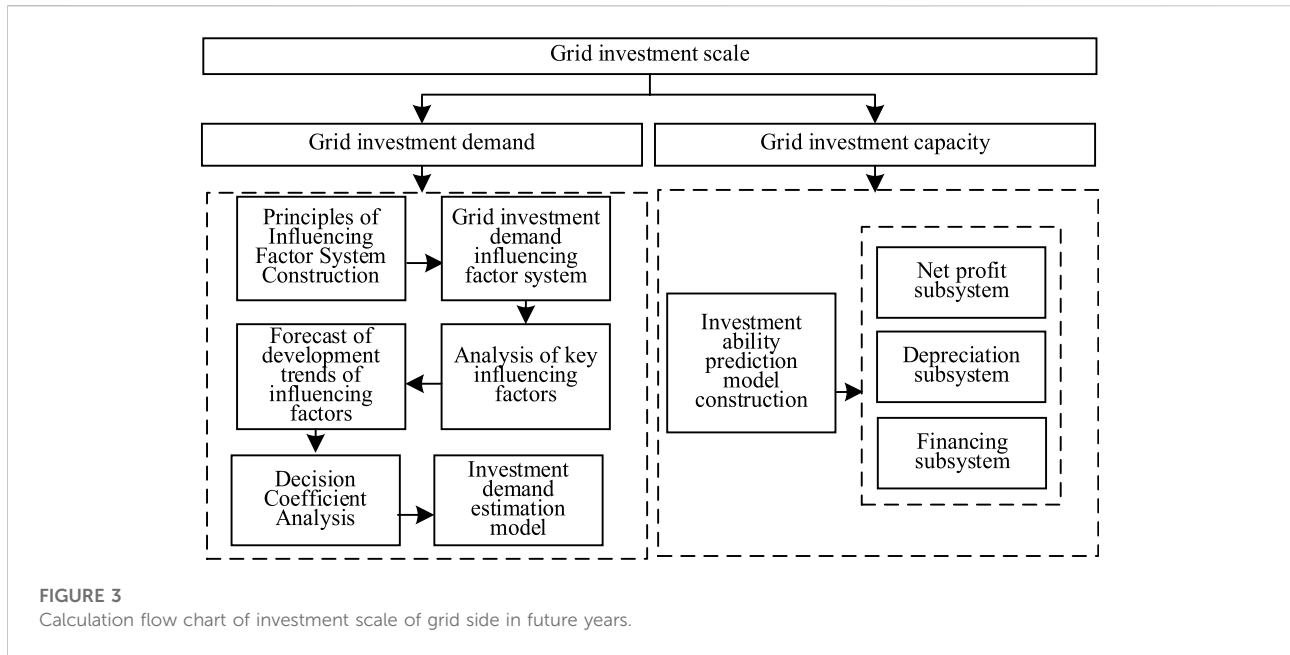 Grid investment scale
Grid investment demand
Grid investment capacity
Principles of
Influencing
Factor System
Construction
Grid investment
demand
influencing
factor system
Forecast of
development
trends of
influencing
factors
Analysis of key
influencing
factors
Decision
Coefficient
Analysis
Investment
demand
estimation
model
Investment
ability
prediction
model
construction
Net profit
subsystem
Depreciation
subsystem
Financing
subsystem
FIGURE 3
Calculation flow chart of investment scale of grid side in future years.